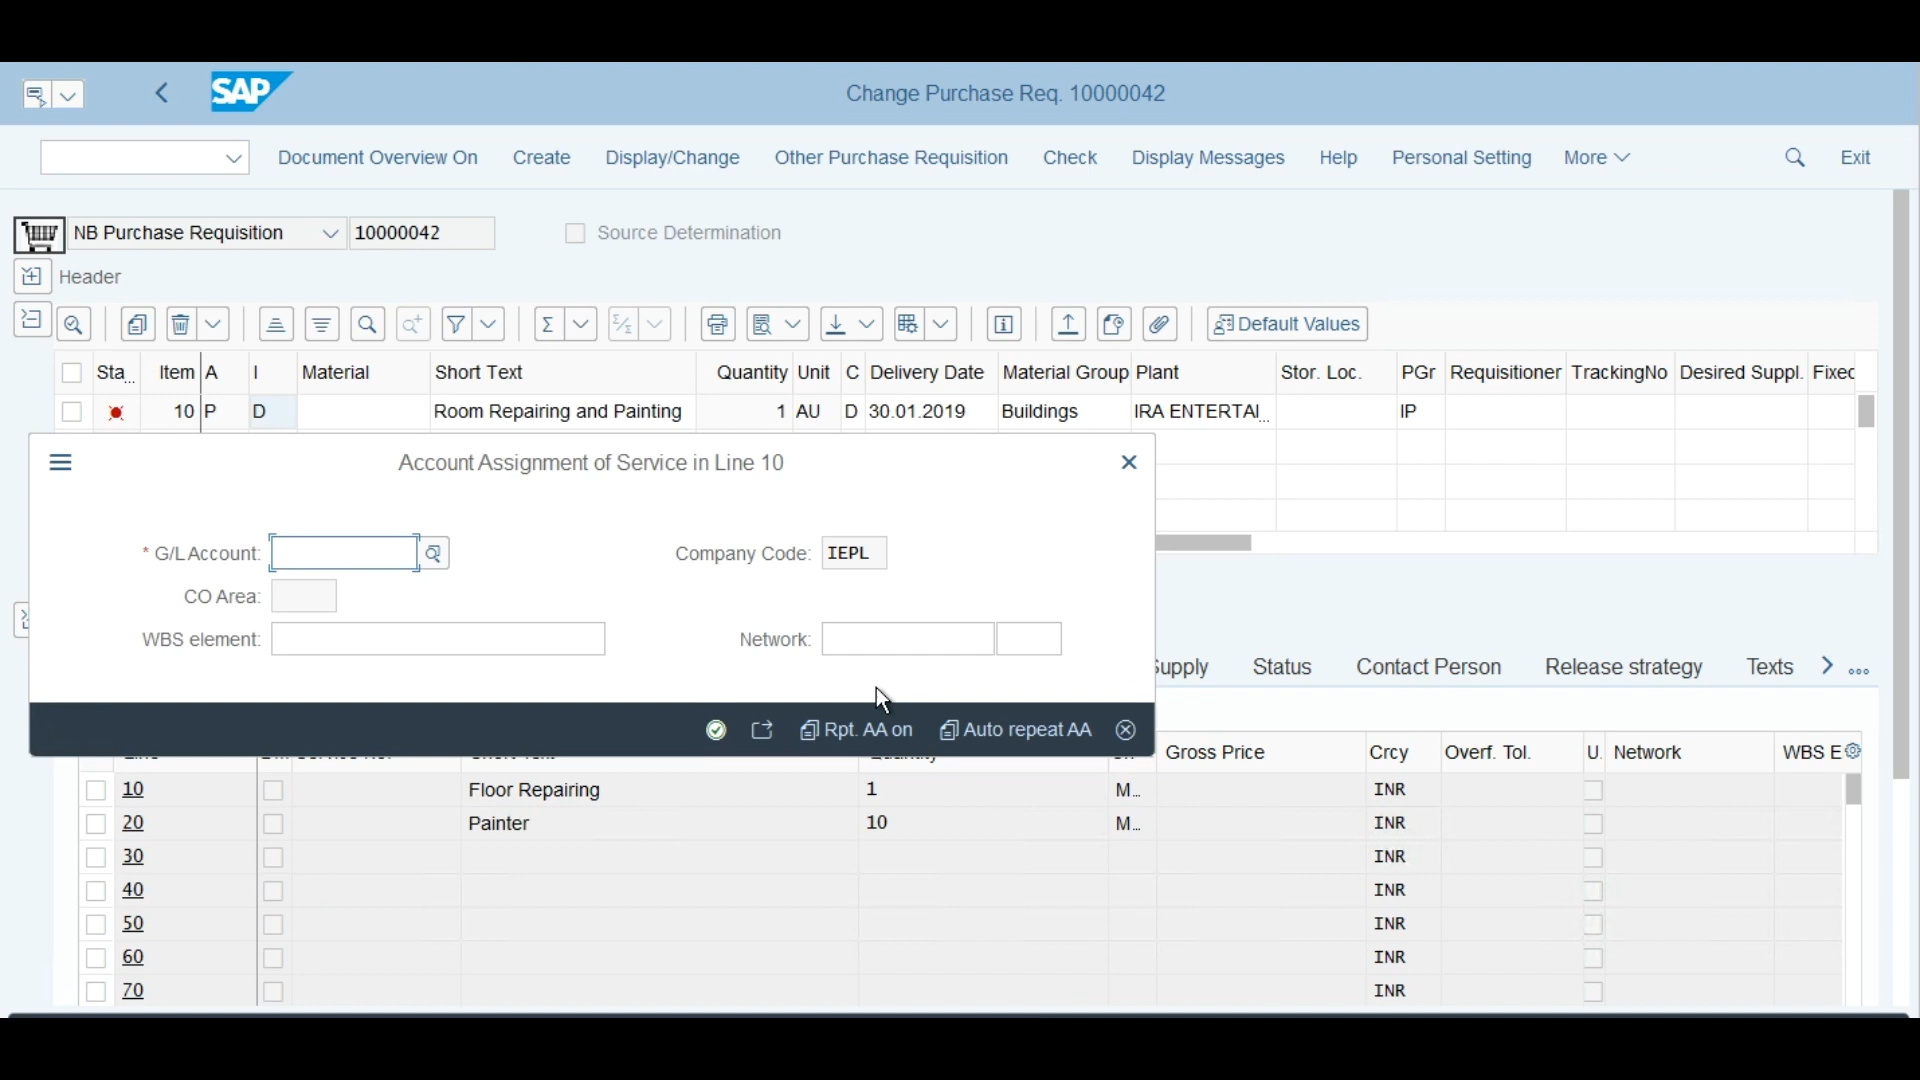 SAP
Change Purchase Req. 10000042
Document Overview On Create Display/Change Other Purchase Requisition Check Display Messages Help Personal Setting More Exit
NB Purchase Requisition 10000042 Source Determination
Header
Default Values
Sta... Item A I Material Short Text Quantity Unit C Delivery Date Material Group Plant Stor. Loc. PGr Requisitioner TrackingNo Desired Suppl. Fixed
10 P D Room Repairing and Painting 1 AU D 30.01.2019 Buildings IRA ENTERTAI... IP
Account Assignment of Service in Line 10
* G/L Account: Company Code: IEPL
CO Area:
WBS element: Network:
Supply Status Contact Person Release strategy Texts
Rpt. AA on Auto repeat AA
Gross Price Crcy Overf. Tol. U. Network WBS E
10 Floor Repairing 1 M... INR
20 Painter 10 M... INR
30 INR
40 INR
50 INR
60 INR
70 INR